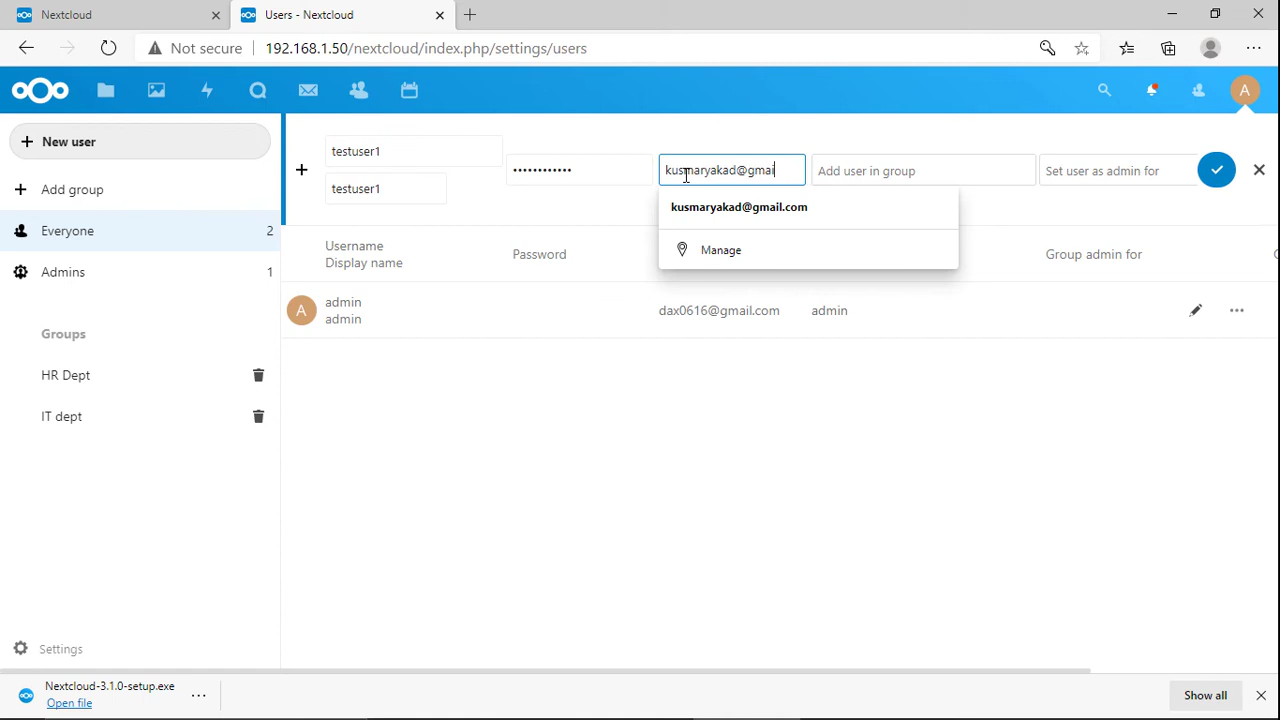 Nextcloud
Users - Nextcloud
Not secure
192.168.1.50/nextcloud/index.php/settings/users
A
New user
testuser1
testuser1
••••••••••••
kusmaryakad@gmai
Add user in group
Set user as admin for
kusmaryakad@gmail.com
Manage
Add group
Everyone 2
Admins 1
Groups
HR Dept
IT dept
Username
Display name
Password
Group admin for
A
admin
admin
dax0616@gmail.com
admin
Settings
Nextcloud-3.1.0-setup.exe
Open file
Show all